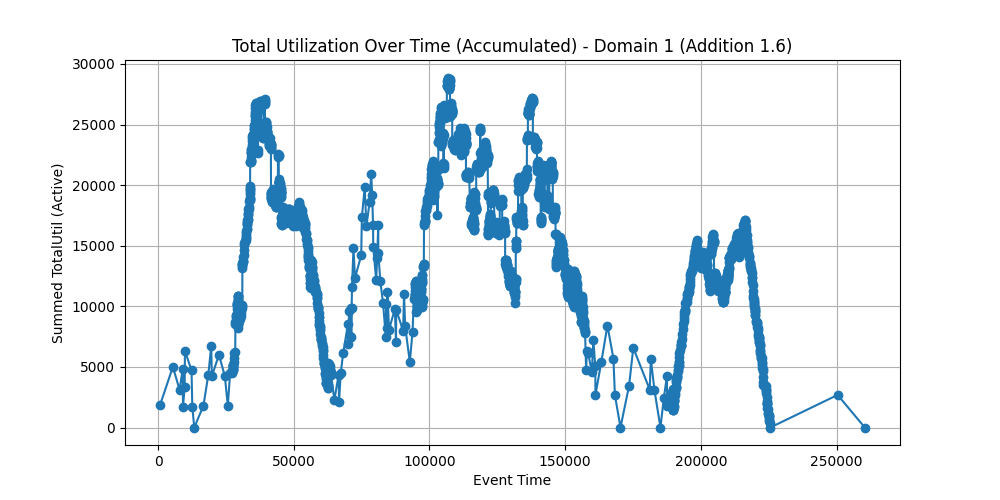 Total Utilization Over Time (Accumulated) - Domain 1 (Addition 1.6)
30000
25000
20000
15000
10000
5000
0
Summed TotalUtil (Active)
0 50000 100000 150000 200000 250000
Event Time